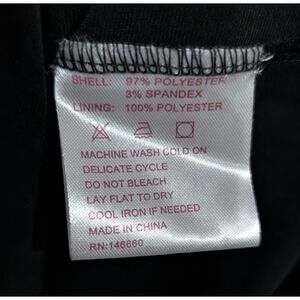 SHELL: 97% POLYESTER
3% SPANDEX
LINING: 100% POLYESTER
MACHINE WASH COLD ON
DELICATE CYCLE
DO NOT BLEACH
LAY FLAT TO DRY
COOL IRON IF NEEDED
MADE IN CHINA
RN:146660